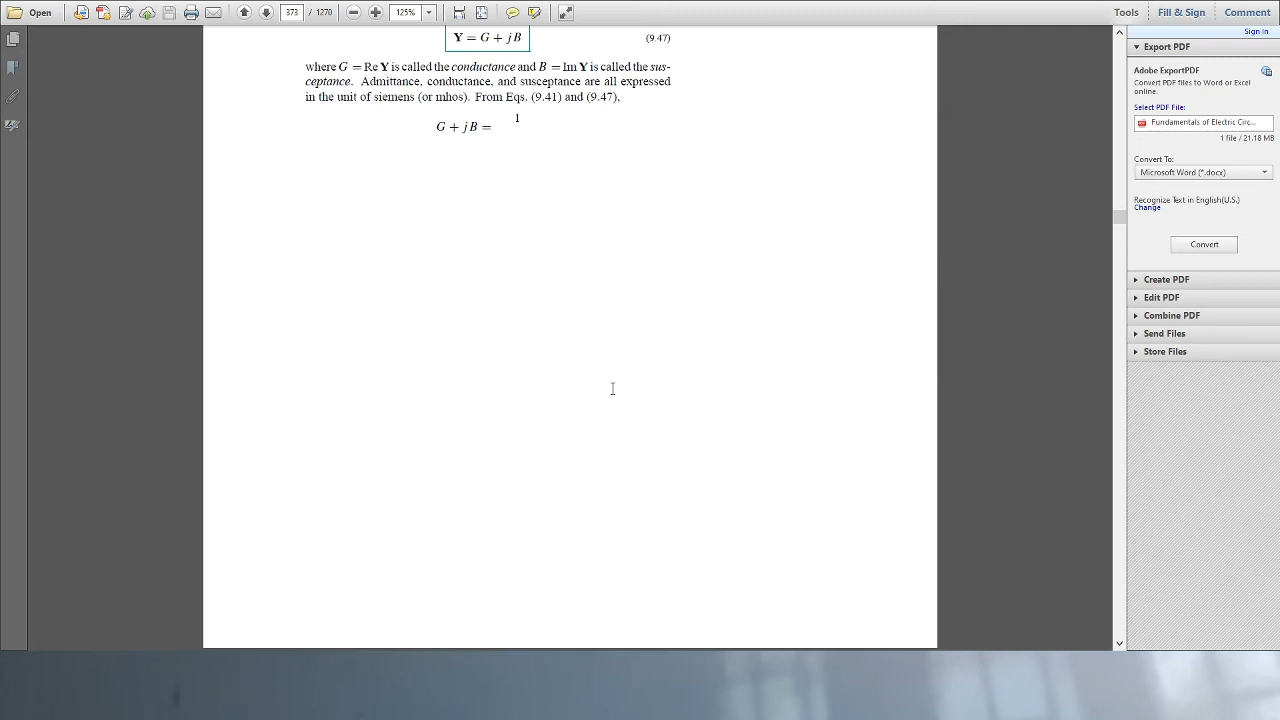 Open
373 / 1270
125%
Tools
Fill & Sign
Comment
Sign In
Y = G + jB
(9.47)
where G = Re Y is called the conductance and B = Im Y is called the sus-
ceptance. Admittance, conductance, and susceptance are all expressed
in the unit of siemens (or mhos). From Eqs. (9.41) and (9.47),
G + jB =
1
Export PDF
Adobe ExportPDF
Convert PDF files to Word or Excel
online.
Select PDF File:
Fundamentals of Electric Circ...
1 file / 21.18 MB
Convert To:
Microsoft Word (*.docx)
Recognize Text in English(U.S.)
Change
Convert
Create PDF
Edit PDF
Combine PDF
Send Files
Store Files